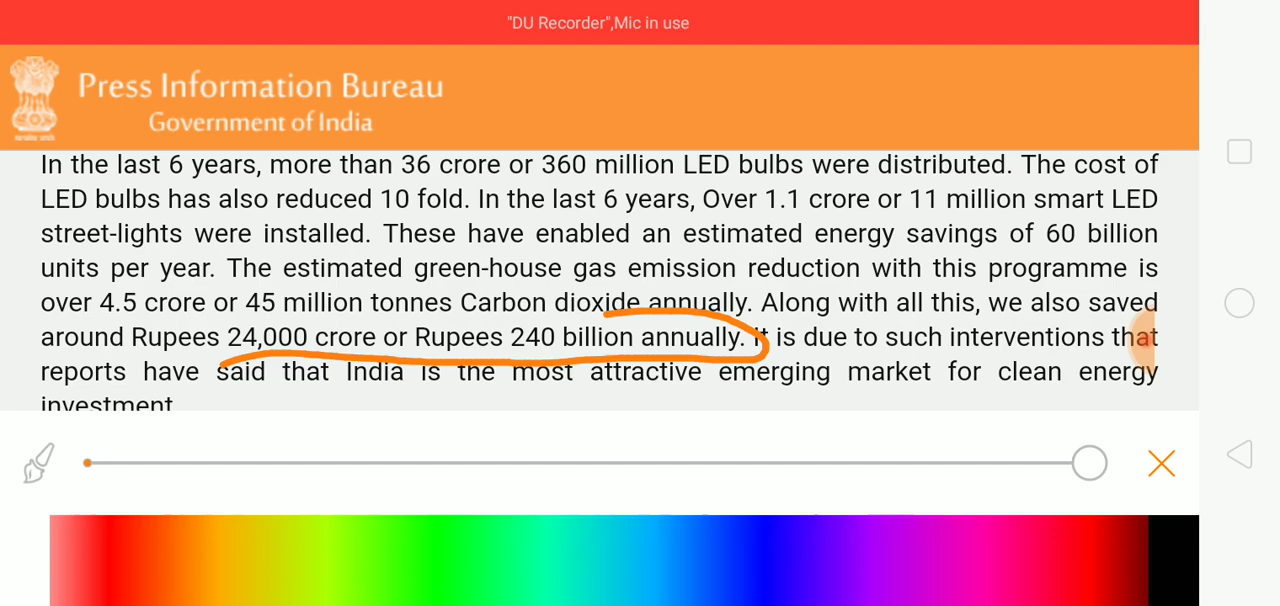 "DU Recorder",Mic in use
Press Information Bureau
Government of India
In the last 6 years, more than 36 crore or 360 million LED bulbs were distributed. The cost of
LED bulbs has also reduced 10 fold. In the last 6 years, Over 1.1 crore or 11 million smart LED
street-lights were installed. These have enabled an estimated energy savings of 60 billion
units per year. The estimated green-house gas emission reduction with this programme is
over 4.5 crore or 45 million tonnes Carbon dioxide annually. Along with all this, we also saved
around Rupees 24,000 crore or Rupees 240 billion annually. It is due to such interventions that
reports have said that India is the most attractive emerging market for clean energy
investment